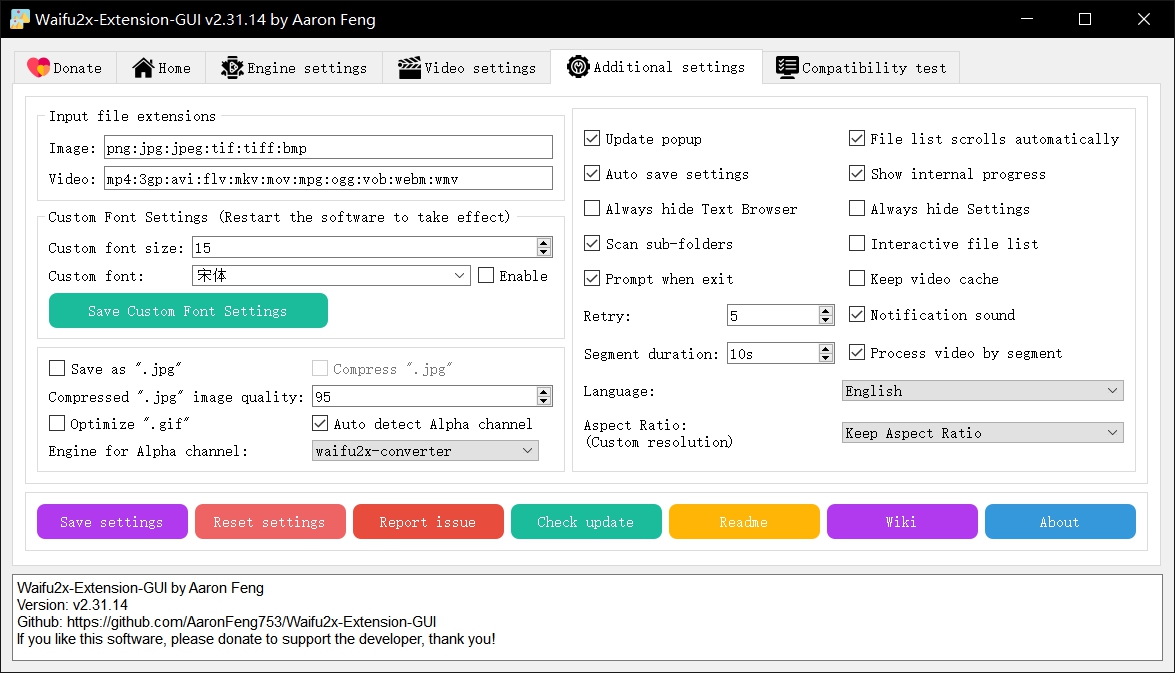 Waifu2x-Extension-GUI v2.31.14 by Aaron Feng
Donate
Home
Engine settings
Video settings
Additional settings
Compatibility test
Input file extensions
Image: png:jpg:jpeg:tif:tiff:bmp
Video: mp4:3gp:avi:flv:mkv:mov:mpg:ogg:vob:webm:wmv
Custom Font Settings (Restart the software to take effect)
Custom font size: 15
Custom font: 宋体 Enable
Save Custom Font Settings
Save as ".jpg" Compress ".jpg"
Compressed ".jpg" image quality: 95
Optimize ".gif" Auto detect Alpha channel
Engine for Alpha channel: waifu2x-converter
Update popup File list scrolls automatically
Auto save settings Show internal progress
Always hide Text Browser Always hide Settings
Scan sub-folders Interactive file list
Prompt when exit Keep video cache
Retry: 5 Notification sound
Segment duration: 10s Process video by segment
Language: English
Aspect Ratio:
(Custom resolution) Keep Aspect Ratio
Save settings
Reset settings
Report issue
Check update
Readme
Wiki
About
Waifu2x-Extension-GUI by Aaron Feng
Version: v2.31.14
Github: https://github.com/AaronFeng753/Waifu2x-Extension-GUI
If you like this software, please donate to support the developer, thank you!